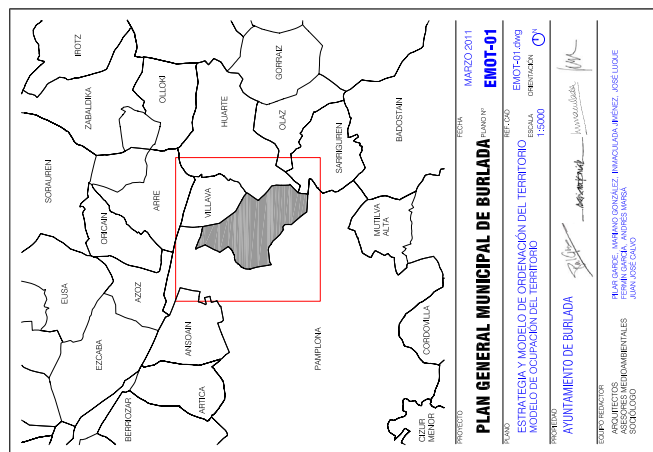 IROTZ
ZABALDIKA
SORAUREN
OLLOKI
GORRAIZ
HUARTE
ORICAIN
ARRE
EUSA
OLAZ
BADOSTAIN
VILLAVA
SARRIGUREN
AZOZ
EZCABA
MUTILVA
ALTA
ANSOAIN
BERRIOZAR
ARTICA
PAMPLONA
CORDOVILLA
CIZUR
MENOR
PROYECTO
PLAN GENERAL MUNICIPAL DE BURLADA
FECHA
MARZO 2011
PLANO Nº
EMOT-01
PLANO
ESTRATEGIA Y MODELO DE ORDENACIÓN DEL TERRITORIO
MODELO DE OCUPACIÓN DEL TERRITORIO
REF. CAD
EMOT-01.dwg
ESCALA
1:5000
ORIENTACIÓN
N
PROPIEDAD
AYUNTAMIENTO DE BURLADA
EQUIPO REDACTOR
ARQUITECTOS PILAR GARDE, MARIANO GONZÁLEZ, INMACULADA JIMÉNEZ, JOSÉ LUQUE
ASESORES MEDIOAMBIENTALES FERMÍN GARCÍA, ANDRÉS MARSÁ
SOCIÓLOGO JUAN JOSÉ CALVO